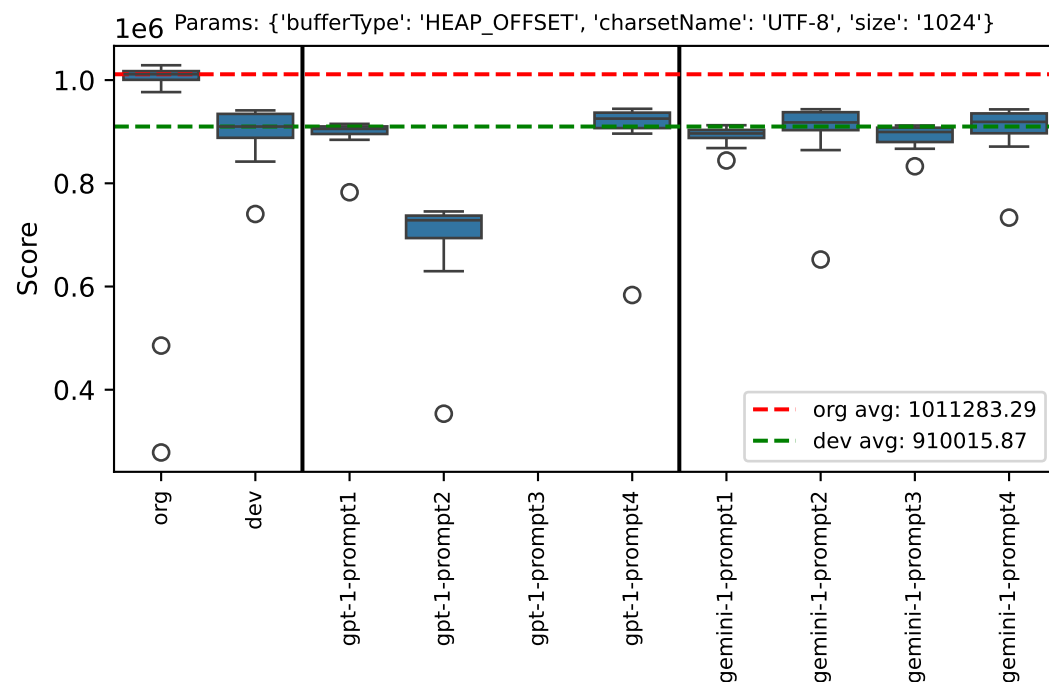 1e6 Params: {'bufferType': 'HEAP_OFFSET', 'charsetName': 'UTF-8', 'size': '1024'}
1.0
0.8
0.6
0.4
Score
org avg: 1011283.29
dev avg: 910015.87
org
dev
gpt-1-prompt1
gpt-1-prompt2
gpt-1-prompt3
gpt-1-prompt4
gemini-1-prompt1
gemini-1-prompt2
gemini-1-prompt3
gemini-1-prompt4